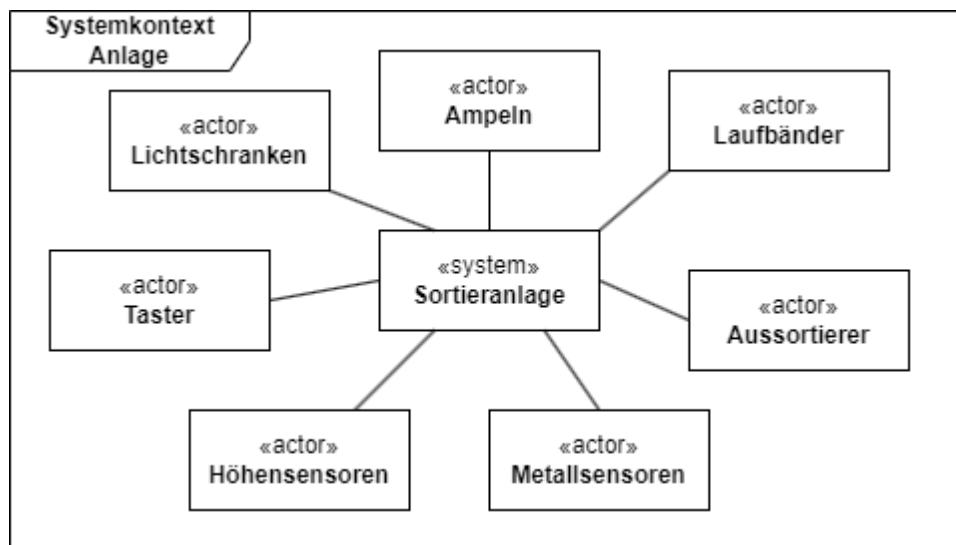 Systemkontext
Anlage
«actor»
Ampeln
«actor»
Laufbänder
«actor»
Lichtschranken
«system»
Sortieranlage
«actor»
Taster
«actor»
Aussortierer
«actor»
Höhensensoren
«actor»
Metallsensoren